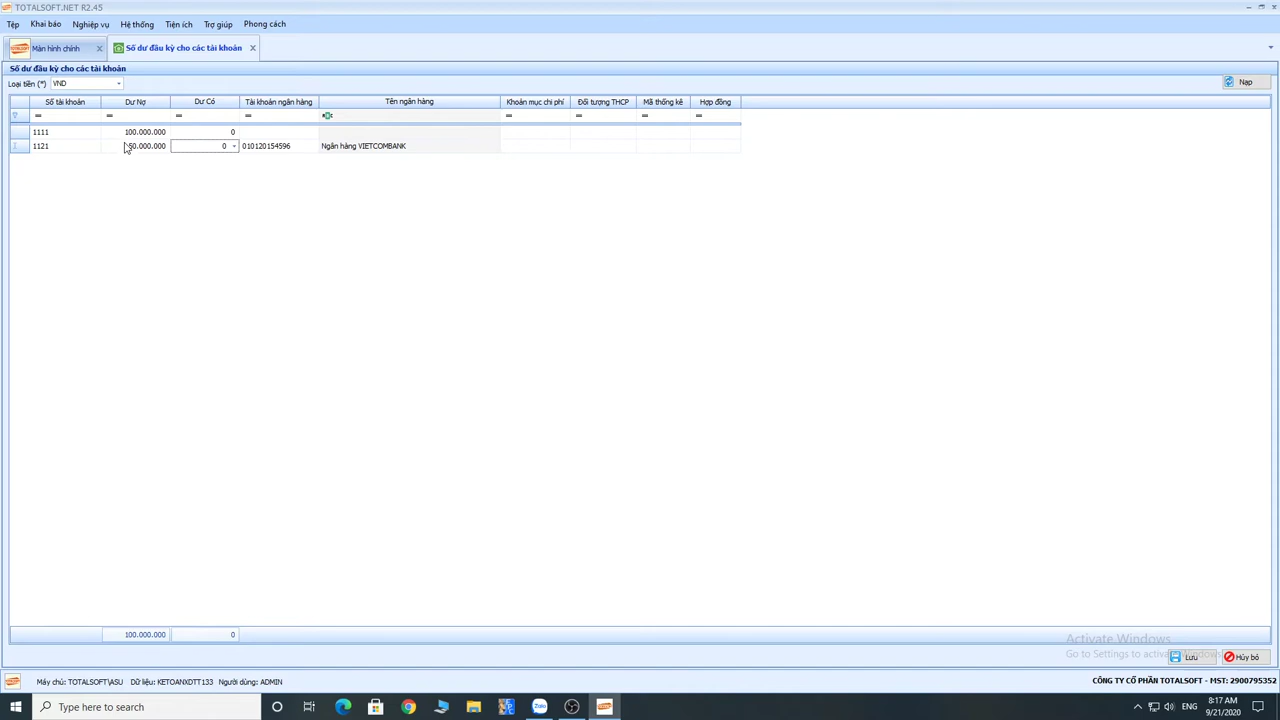 TOTALSOFT.NET R2.45
Tệp Khai báo Nghiệp vụ Hệ thống Tiện ích Trợ giúp Phong cách
Màn hình chính Số dư đầu kỳ cho các tài khoản
Số dư đầu kỳ cho các tài khoản
Loại tiền (*) VND Nạp
Số tài khoản Dư Nợ Dư Có Tài khoản ngân hàng Tên ngân hàng Khoản mục chi phí Đối tượng THCP Mã thống kê Hợp đồng
= = = = = = = =
1111 100.000.000 0
1121 50.000.000 0 010120154596 Ngân hàng VIETCOMBANK
100.000.000 0
Activate Windows
Go to Settings to activate Windows.
Lưu Hủy bỏ
Máy chủ: TOTALSOFT\ASU Dữ liệu: KETOANXDTT133 Người dùng: ADMIN CÔNG TY CỔ PHẦN TOTALSOFT - MST: 2900795352
Type here to search Zalo ENG 8:17 AM
9/21/2020